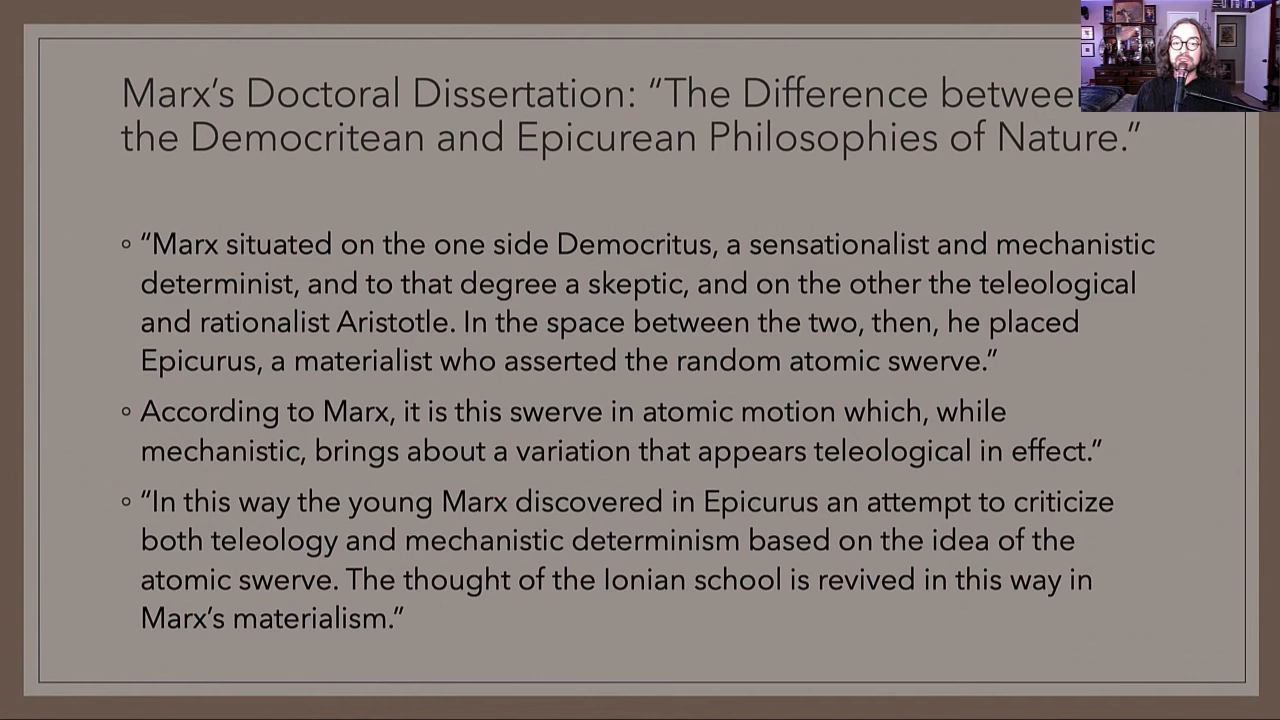 Marx’s Doctoral Dissertation: “The Difference between
the Democritean and Epicurean Philosophies of Nature.”
◦ “Marx situated on the one side Democritus, a sensationalist and mechanistic
determinist, and to that degree a skeptic, and on the other the teleological
and rationalist Aristotle. In the space between the two, then, he placed
Epicurus, a materialist who asserted the random atomic swerve.”
◦ According to Marx, it is this swerve in atomic motion which, while
mechanistic, brings about a variation that appears teleological in effect.”
◦ “In this way the young Marx discovered in Epicurus an attempt to criticize
both teleology and mechanistic determinism based on the idea of the
atomic swerve. The thought of the Ionian school is revived in this way in
Marx’s materialism.”